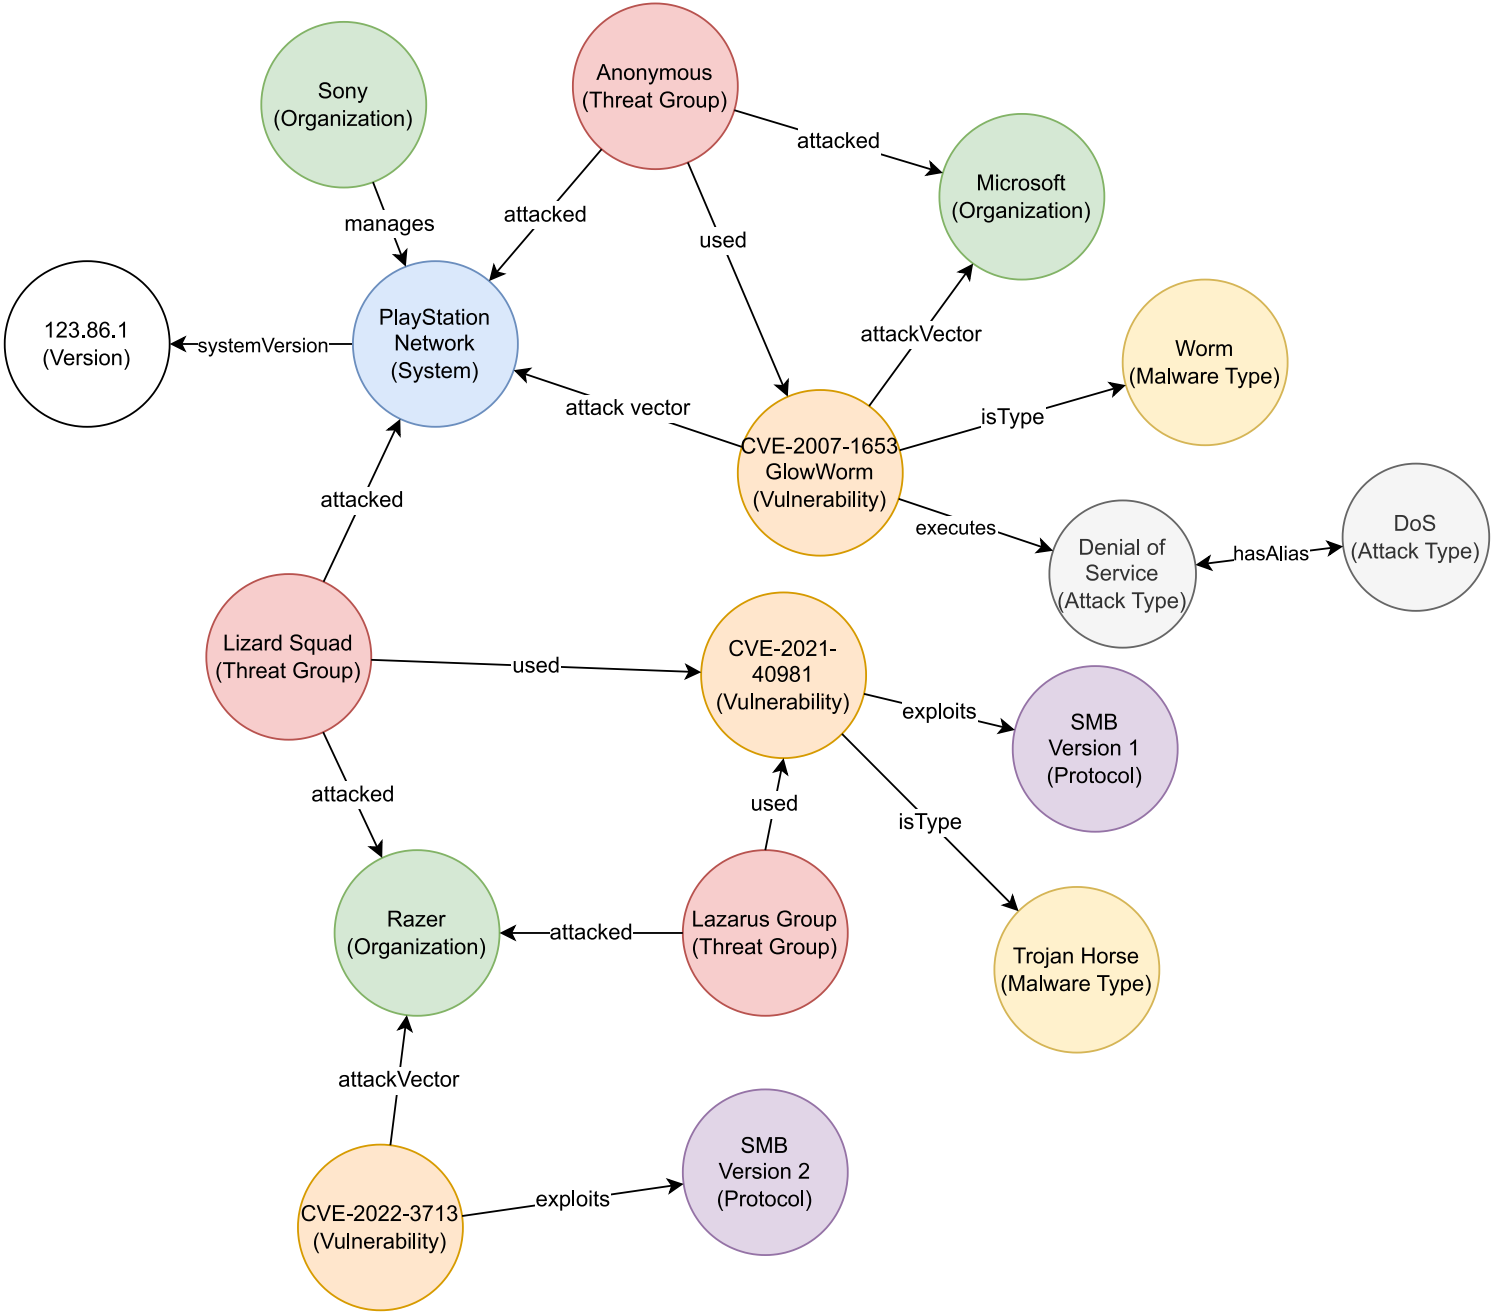 Sony
(Organization)
Anonymous
(Threat Group)
attacked
Microsoft
(Organization)
manages
attacked
used
123.86.1
(Version)
systemVersion
PlayStation
Network
(System)
attackVector
Worm
(Malware Type)
attack vector
isType
CVE-2007-1653
GlowWorm
(Vulnerability)
executes
Denial of
Service
(Attack Type)
hasAlias
DoS
(Attack Type)
attacked
Lizard Squad
(Threat Group)
used
CVE-2021-
40981
(Vulnerability)
exploits
SMB
Version 1
(Protocol)
attacked
used
isType
Razer
(Organization)
attacked
Lazarus Group
(Threat Group)
Trojan Horse
(Malware Type)
attackVector
CVE-2022-3713
(Vulnerability)
exploits
SMB
Version 2
(Protocol)